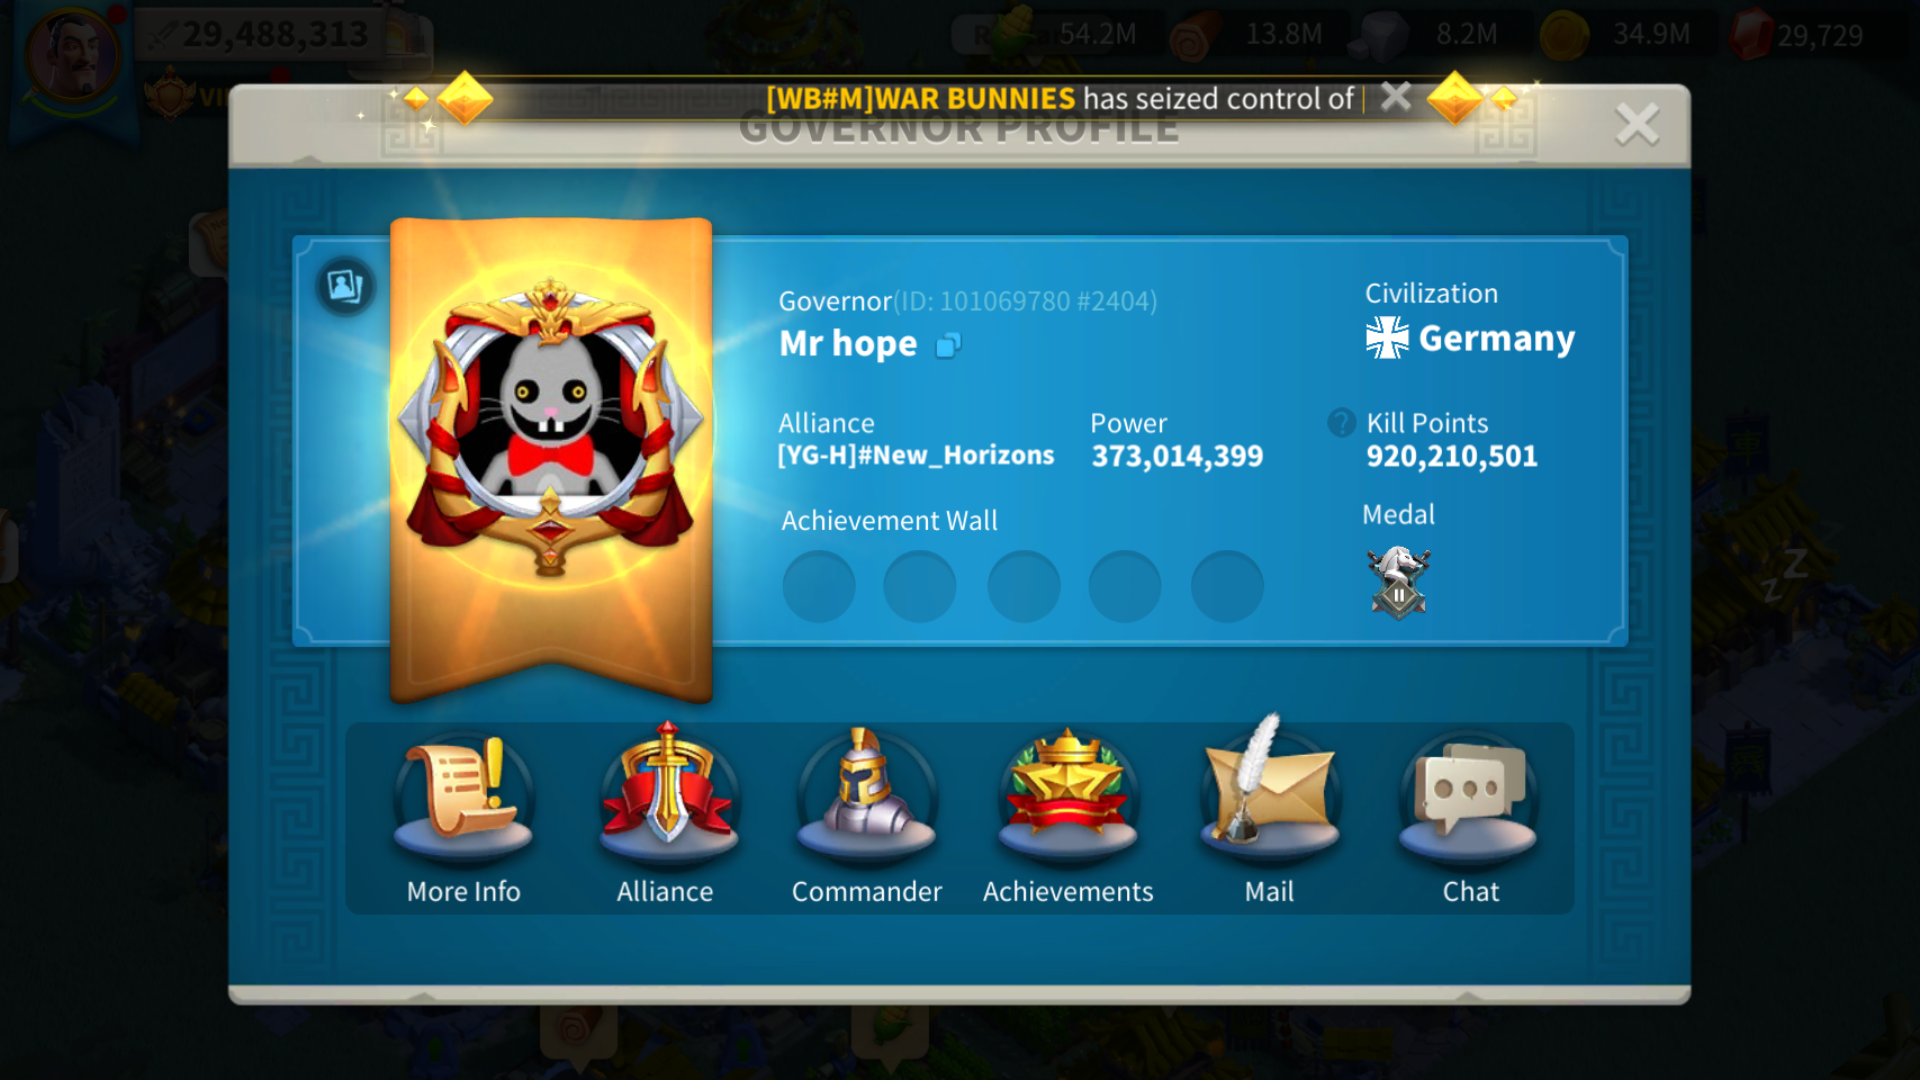 29,488,313
54.2M
13.8M
8.2M
34.9M
29,729
VI
[WB#M]WAR BUNNIES has seized control of
GOVERNOR PROFILE
Governor(ID: 101069780 #2404)
Mr hope
Civilization
Germany
Alliance
[YG-H]#New_Horizons
Power
373,014,399
? Kill Points
920,210,501
Achievement Wall
Medal
II
Z
Z
More Info
Alliance
Commander
Achievements
Mail
Chat